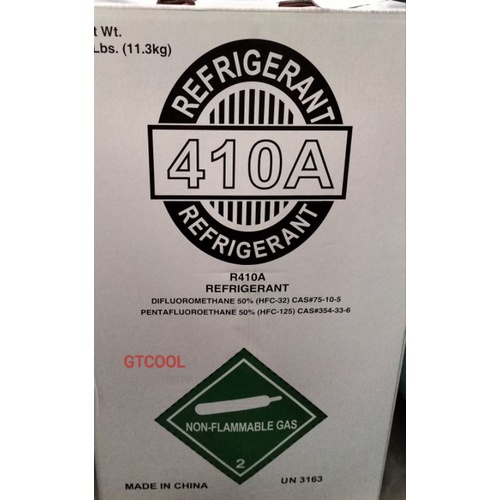 t Wt.
Lbs. (11.3kg)
REFRIGERANT
410A
REFRIGERANT
R410A
REFRIGERANT
DIFLUOROMETHANE 50% (HFC-32) CAS#75-10-5
PENTAFLUOROETHANE 50% (HFC-125) CAS#354-33-6
GTCOOL
NON-FLAMMABLE GAS
2
MADE IN CHINA
UN 3163